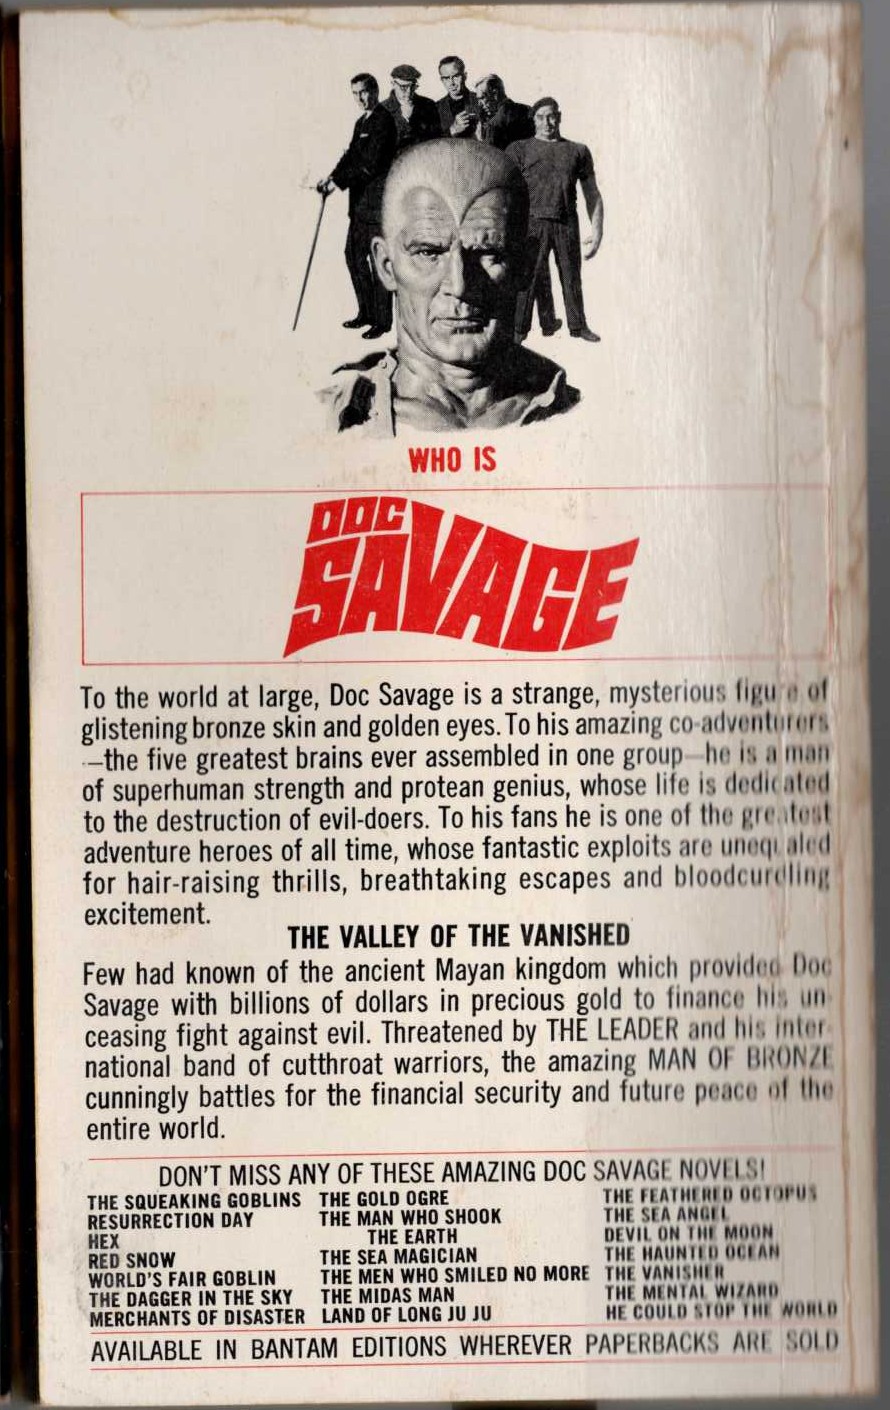 WHO IS
DOC
SAVAGE
To the world at large, Doc Savage is a strange, mysterious figure of
glistening bronze skin and golden eyes. To his amazing co-adventurers
—the five greatest brains ever assembled in one group—he is a man
of superhuman strength and protean genius, whose life is dedicated
to the destruction of evil-doers. To his fans he is one of the greatest
adventure heroes of all time, whose fantastic exploits are unequaled
for hair-raising thrills, breathtaking escapes and bloodcurdling
excitement.
THE VALLEY OF THE VANISHED
Few had known of the ancient Mayan kingdom which provided Doc
Savage with billions of dollars in precious gold to finance his un-
ceasing fight against evil. Threatened by THE LEADER and his inter-
national band of cutthroat warriors, the amazing MAN OF BRONZE
cunningly battles for the financial security and future peace of the
entire world.
DON'T MISS ANY OF THESE AMAZING DOC SAVAGE NOVELS!
THE SQUEAKING GOBLINS
RESURRECTION DAY
HEX
RED SNOW
WORLD'S FAIR GOBLIN
THE DAGGER IN THE SKY
MERCHANTS OF DISASTER
THE GOLD OGRE
THE MAN WHO SHOOK
THE EARTH
THE SEA MAGICIAN
THE MEN WHO SMILED NO MORE
THE MIDAS MAN
LAND OF LONG JU JU
THE FEATHERED OCTOPUS
THE SEA ANGEL
DEVIL ON THE MOON
THE HAUNTED OCEAN
THE VANISHER
THE MENTAL WIZARD
HE COULD STOP THE WORLD
AVAILABLE IN BANTAM EDITIONS WHEREVER PAPERBACKS ARE SOLD